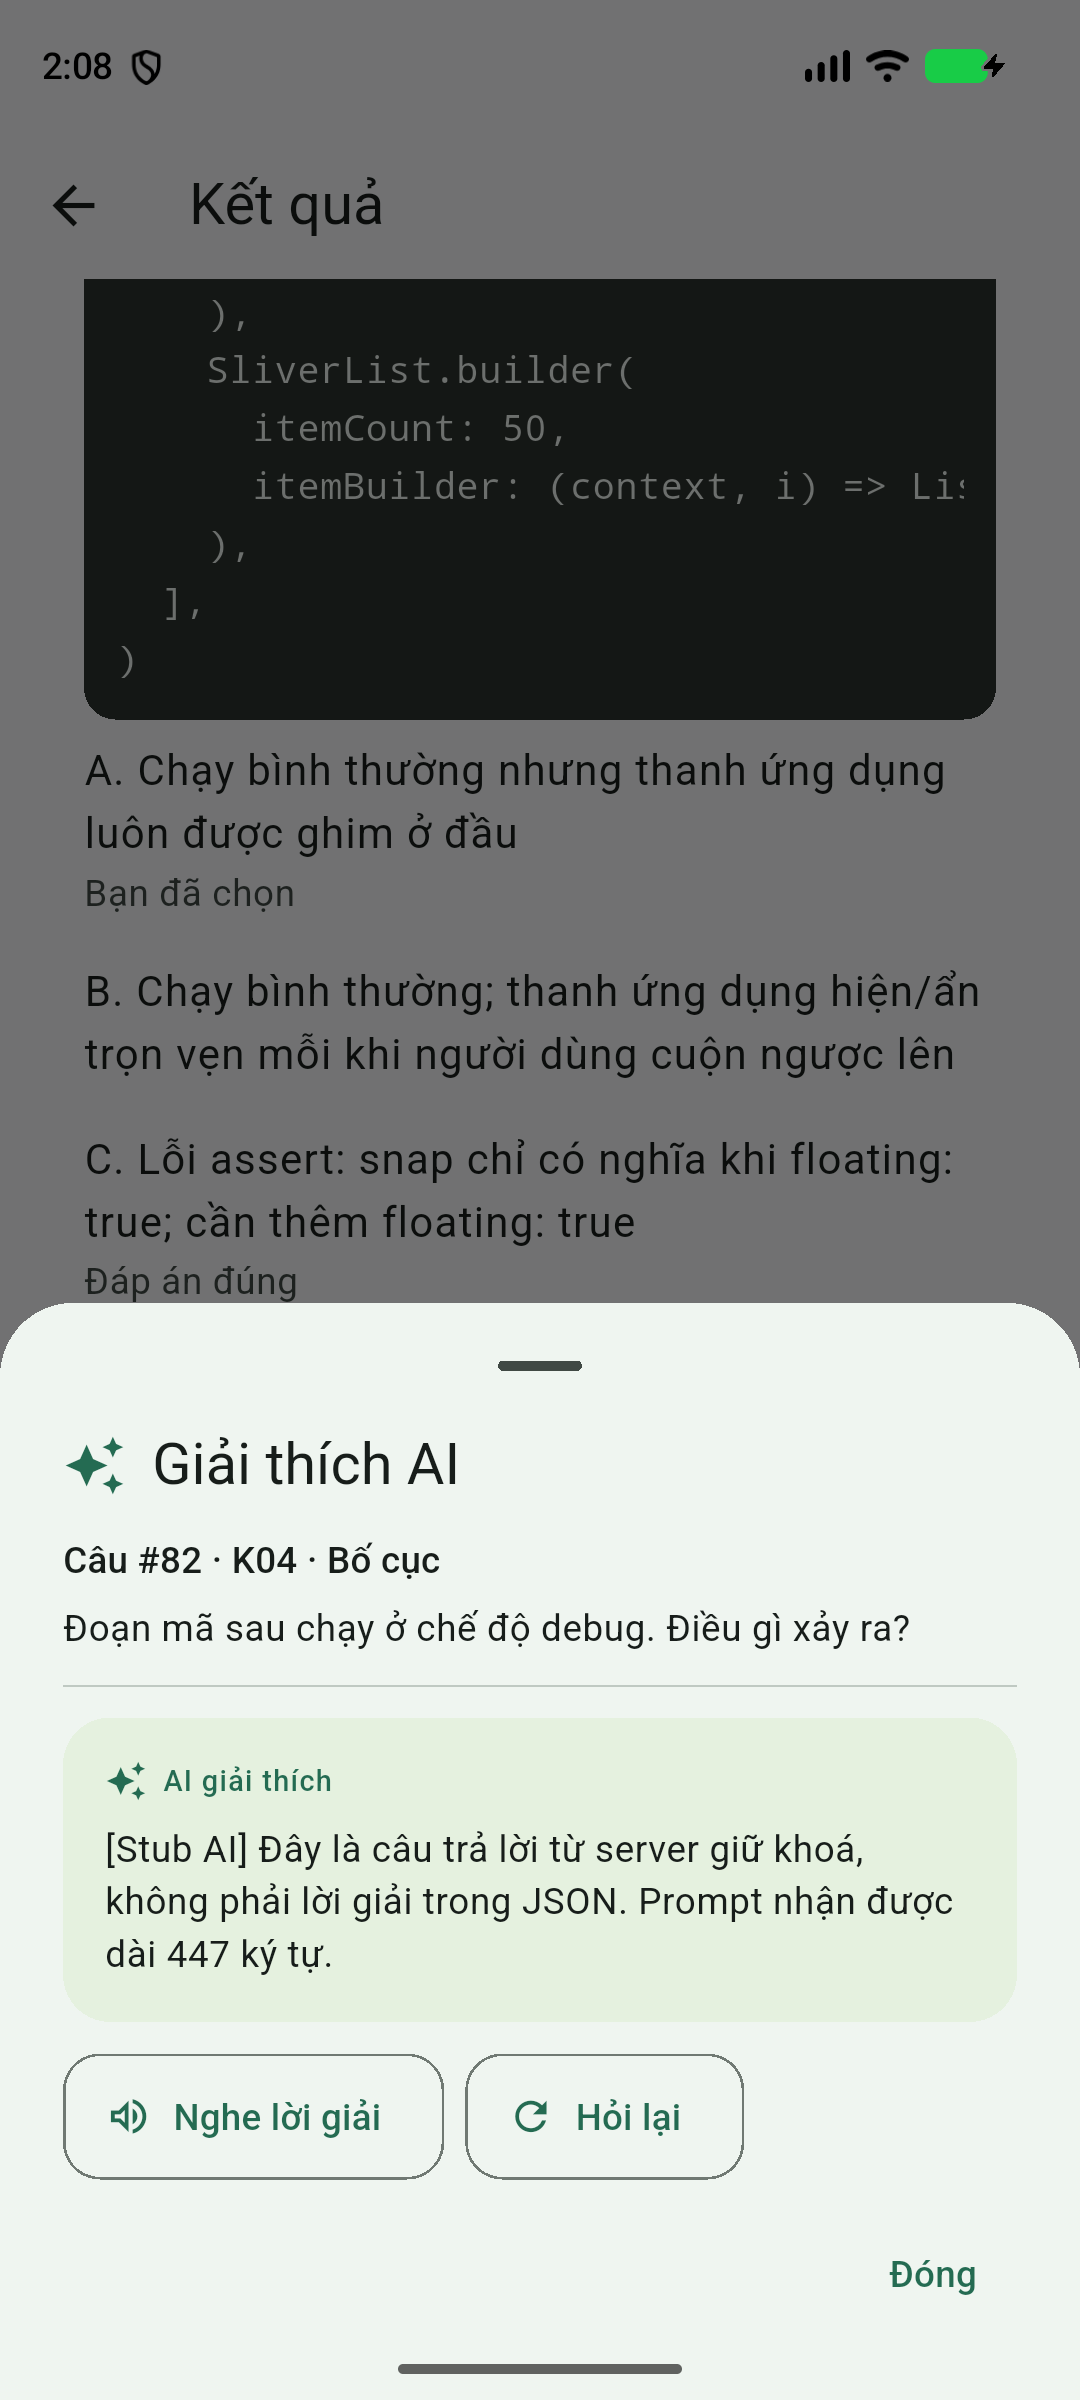 2:08
Kết quả
),
SliverList.builder(
itemCount: 50,
itemBuilder: (context, i) => Lis
),
],
)
A. Chạy bình thường nhưng thanh ứng dụng
luôn được ghim ở đầu
Bạn đã chọn
B. Chạy bình thường; thanh ứng dụng hiện/ẩn
trọn vẹn mỗi khi người dùng cuộn ngược lên
C. Lỗi assert: snap chỉ có nghĩa khi floating:
true; cần thêm floating: true
Đáp án đúng
Giải thích AI
Câu #82 · K04 · Bố cục
Đoạn mã sau chạy ở chế độ debug. Điều gì xảy ra?
AI giải thích
[Stub AI] Đây là câu trả lời từ server giữ khoá,
không phải lời giải trong JSON. Prompt nhận được
dài 447 ký tự.
Nghe lời giải
Hỏi lại
Đóng